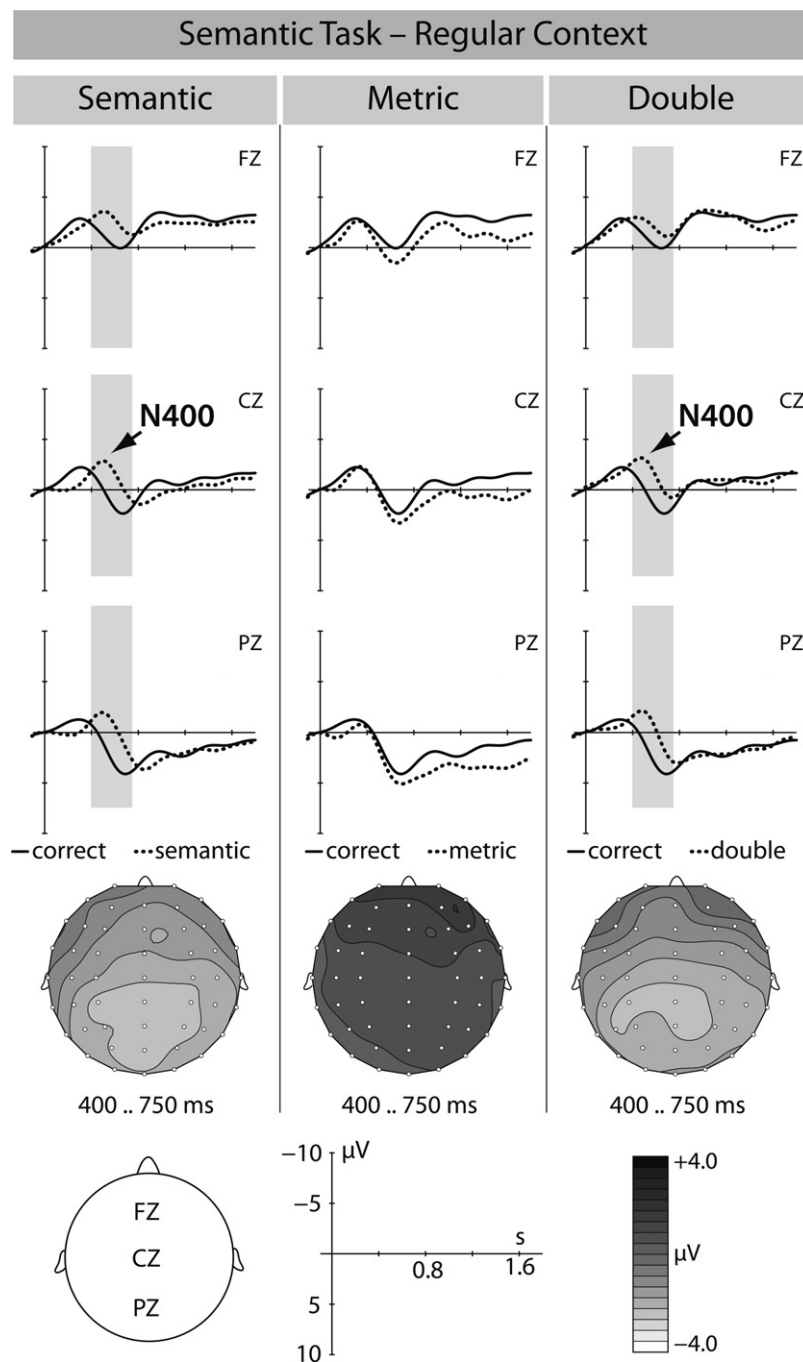 Semantic Task – Regular Context
Semantic Metric Double
FZ FZ FZ
N400 CZ CZ N400 CZ
PZ PZ PZ
correct semantic correct metric correct double
400 .. 750 ms 400 .. 750 ms 400 .. 750 ms
FZ
CZ
PZ
−10 µV
−5
s
0.8 1.6
5
10
+4.0
µV
−4.0